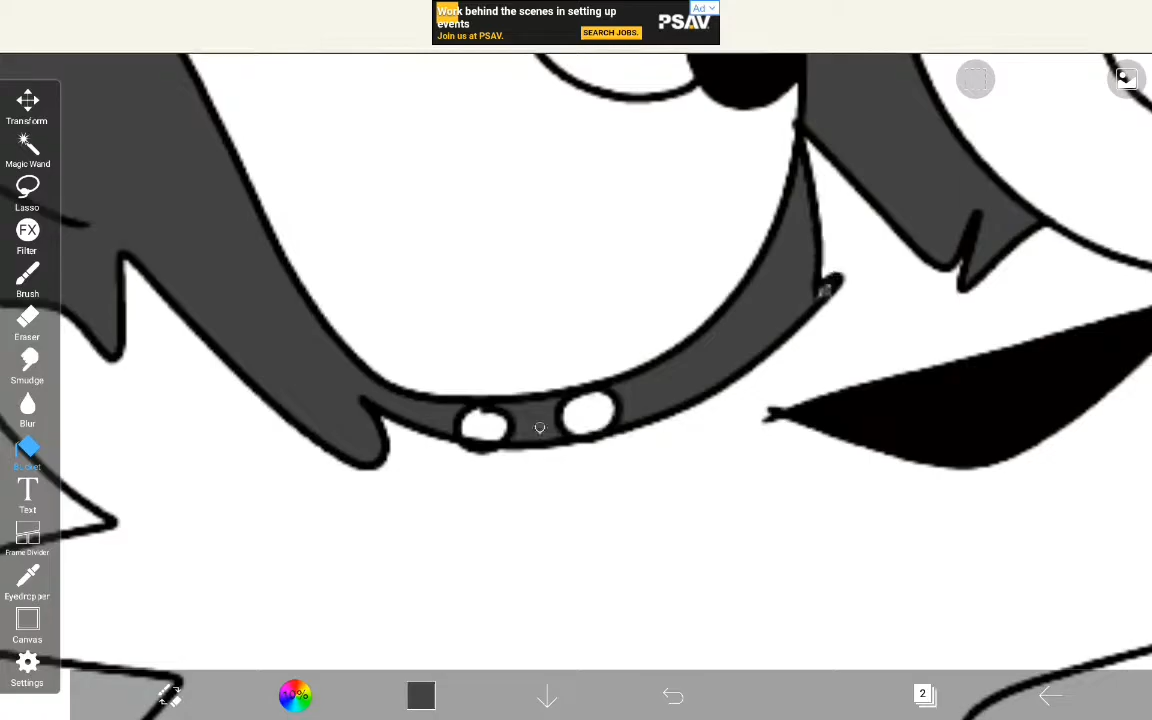 Work behind the scenes in setting up
events
Join us at PSAV.
SEARCH JOBS.
PSAV
Ad
Transform
Magic Wand
Lasso
FX
Filter
Brush
Eraser
Smudge
Blur
Bucket
T
Text
Frame Divider
Eyedropper
Canvas
Settings
10%
2